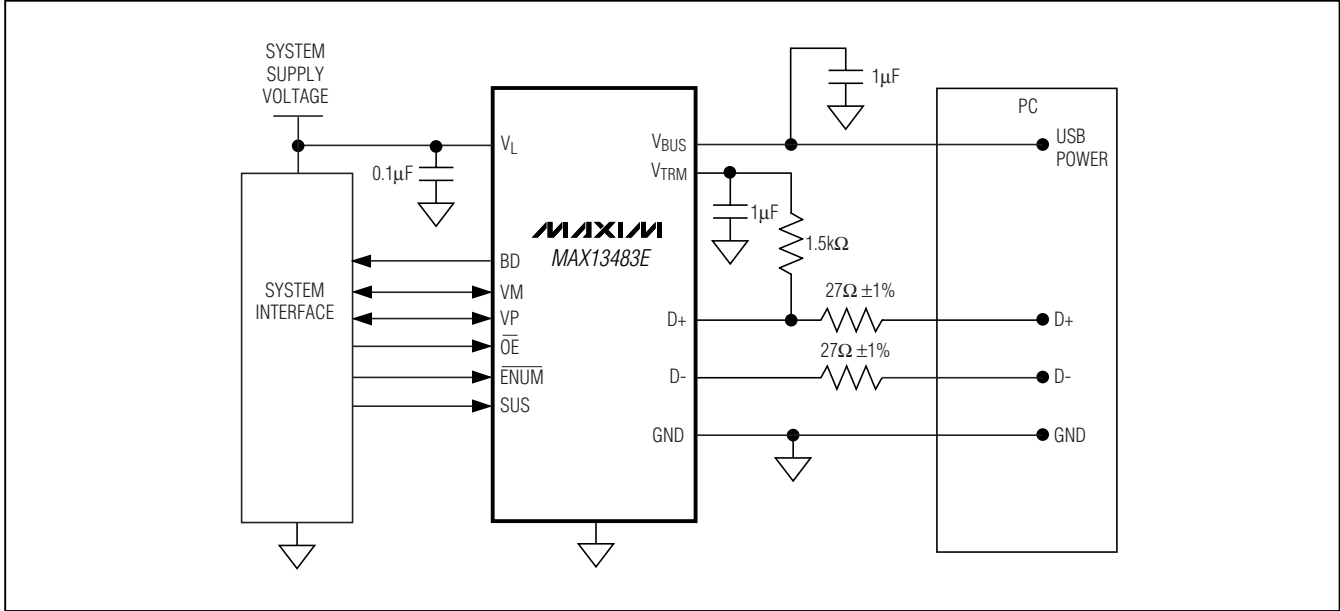 SYSTEM
SUPPLY
VOLTAGE
1μF
PC
VL
VBUS
USB
POWER
0.1μF
VTRM
1μF
MAXIM
MAX13483E
1.5kΩ
BD
SYSTEM
INTERFACE
VM
VP
OE
ENUM
SUS
27Ω ±1%
D+
D+
27Ω ±1%
D-
D-
GND
GND